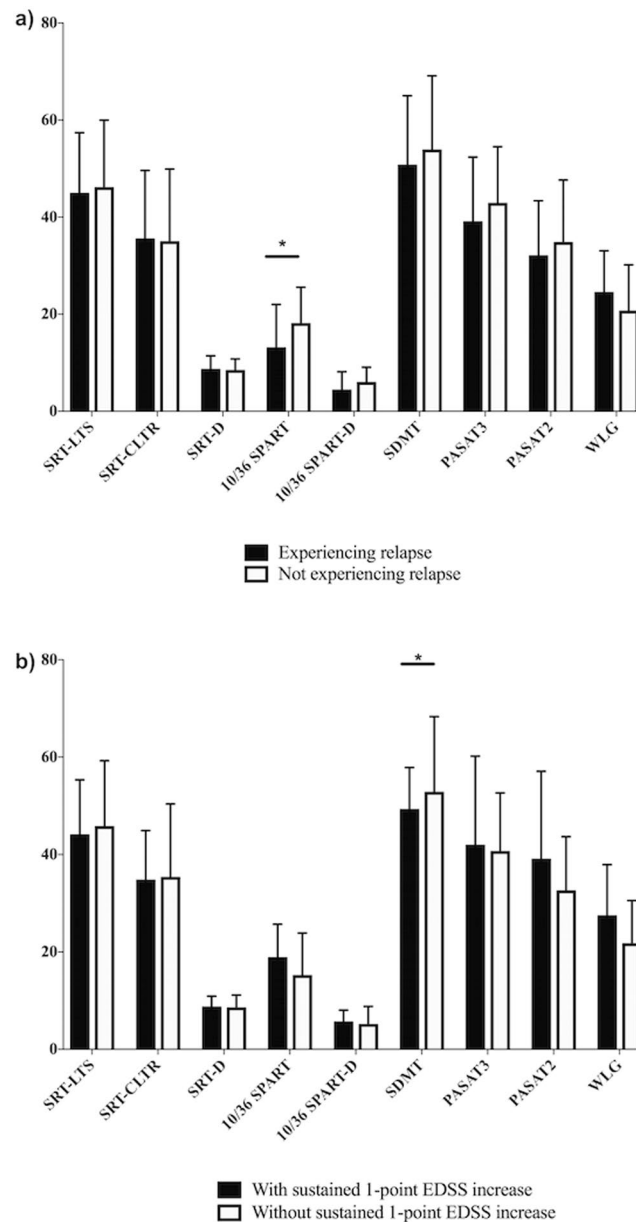 a)
80
60
40
20
0
*
SRT-LTS
SRT-CLTR
SRT-D
10/36 SPART
10/36 SPART-D
SDMT
PASAT3
PASAT2
WLG
Experiencing relapse
Not experiencing relapse
b)
80
60
40
20
0
*
SRT-LTS
SRT-CLTR
SRT-D
10/36 SPART
10/36 SPART-D
SDMT
PASAT3
PASAT2
WLG
With sustained 1-point EDSS increase
Without sustained 1-point EDSS increase